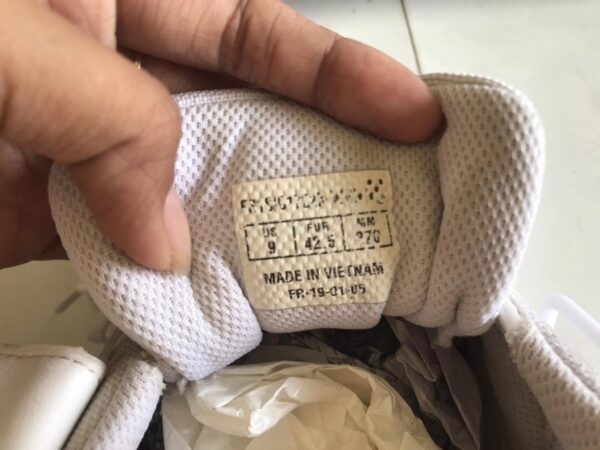 US EUR MM
9 42.5 270
MADE IN VIETNAM
FR-19-01-05